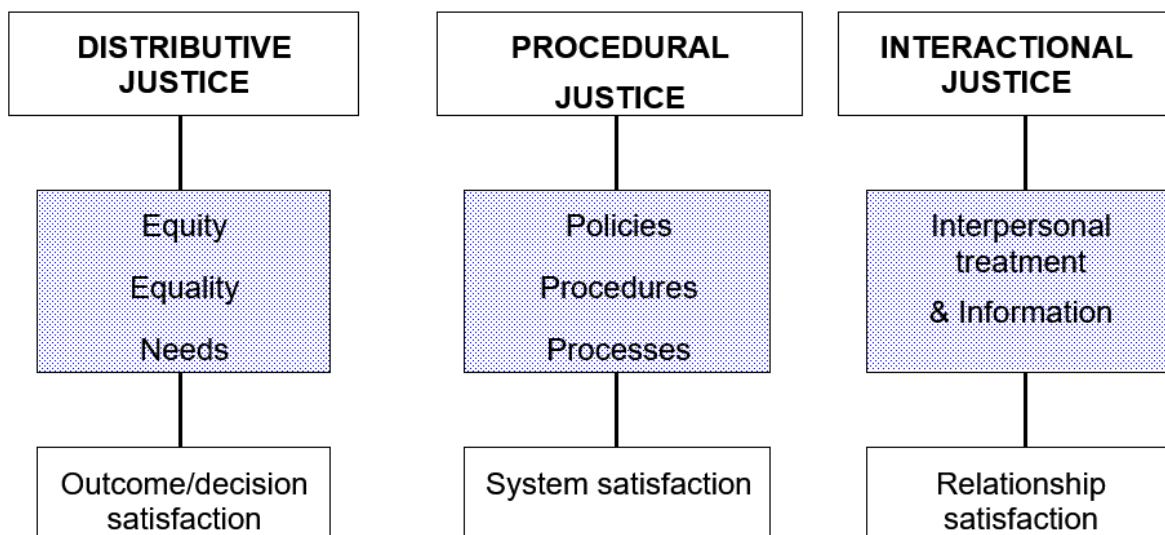 DISTRIBUTIVE
JUSTICE
Equity
Equality
Needs
Outcome/decision
satisfaction
PROCEDURAL
JUSTICE
Policies
Procedures
Processes
System satisfaction
INTERACTIONAL
JUSTICE
Interpersonal
treatment
& Information
Relationship
satisfaction